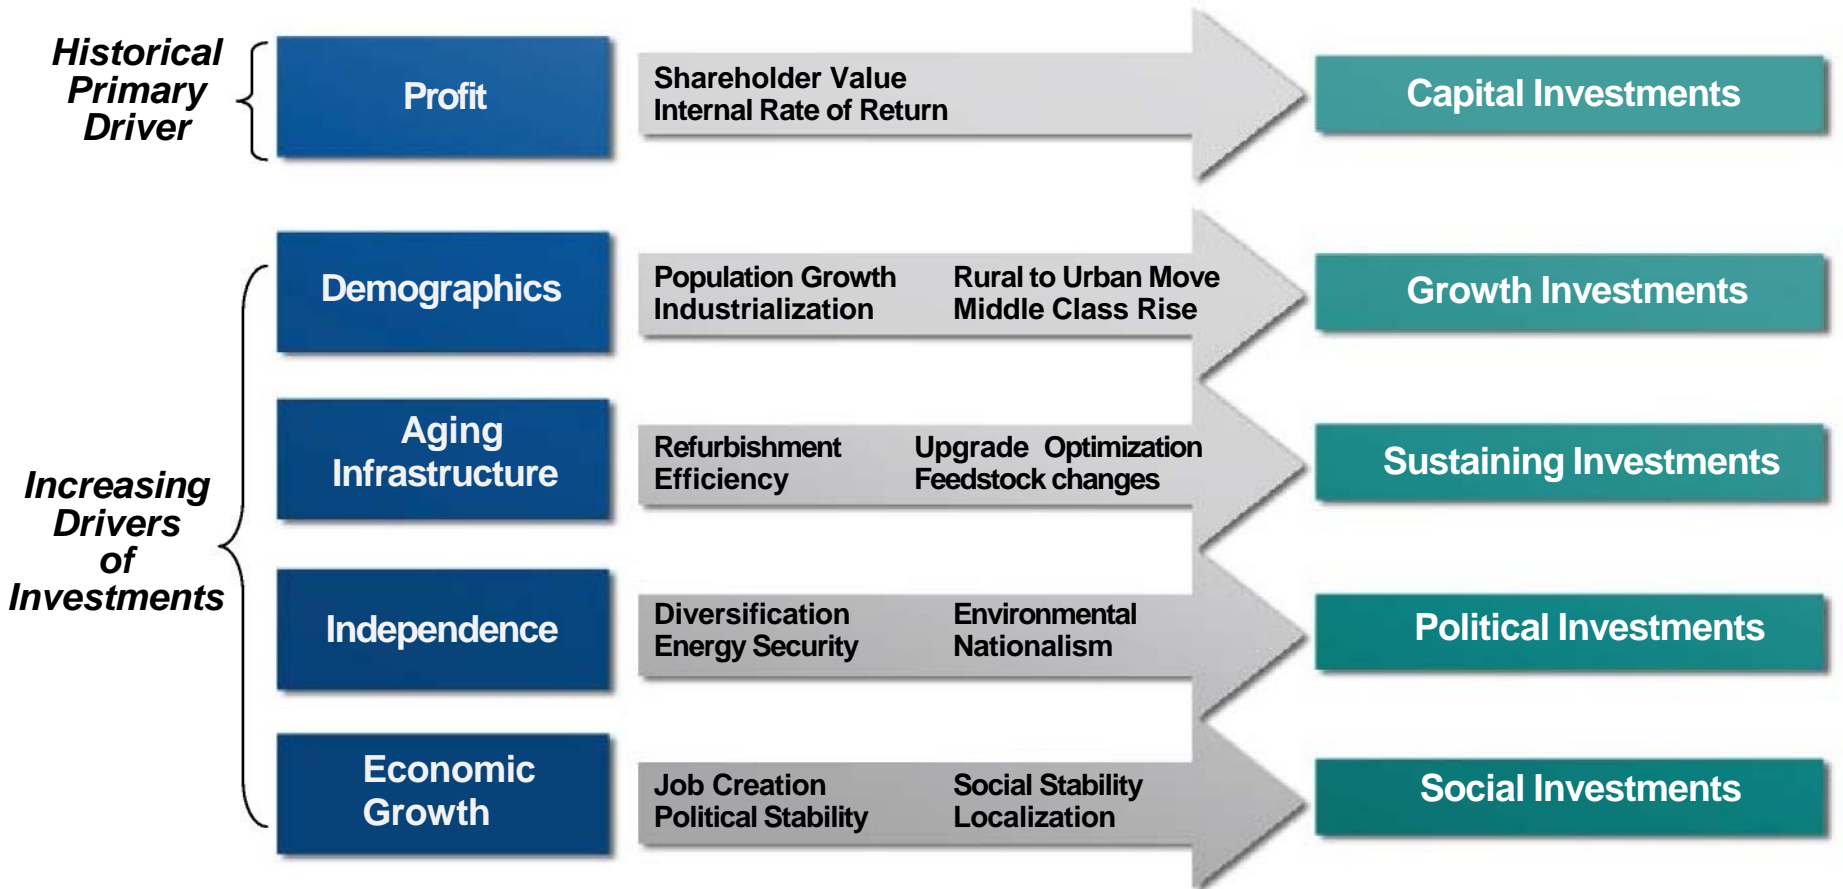 Historical
Primary
Driver
Profit
Shareholder Value
Internal Rate of Return
Capital Investments
Increasing
Drivers
of
Investments
Demographics
Population Growth Rural to Urban Move
Industrialization Middle Class Rise
Growth Investments
Aging
Infrastructure
Refurbishment Upgrade Optimization
Efficiency Feedstock changes
Sustaining Investments
Independence
Diversification Environmental
Energy Security Nationalism
Political Investments
Economic
Growth
Job Creation Social Stability
Political Stability Localization
Social Investments